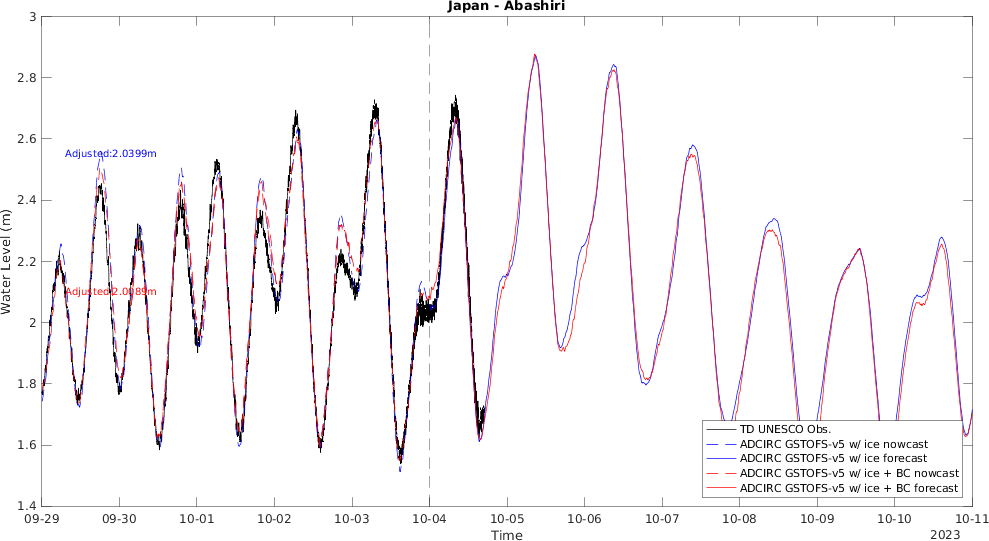 Japan - Abashiri
3
2.8
2.6
2.4
2.2
2
1.8
1.6
1.4
Water Level (m)
Adjusted:2.0399m
Adjusted:2.0089m
TD UNESCO Obs.
ADCIRC GSTOFS-v5 w/ ice nowcast
ADCIRC GSTOFS-v5 w/ ice forecast
ADCIRC GSTOFS-v5 w/ ice + BC nowcast
ADCIRC GSTOFS-v5 w/ ice + BC forecast
09-29 09-30 10-01 10-02 10-03 10-04 10-05 10-06 10-07 10-08 10-09 10-10 10-11
Time
2023